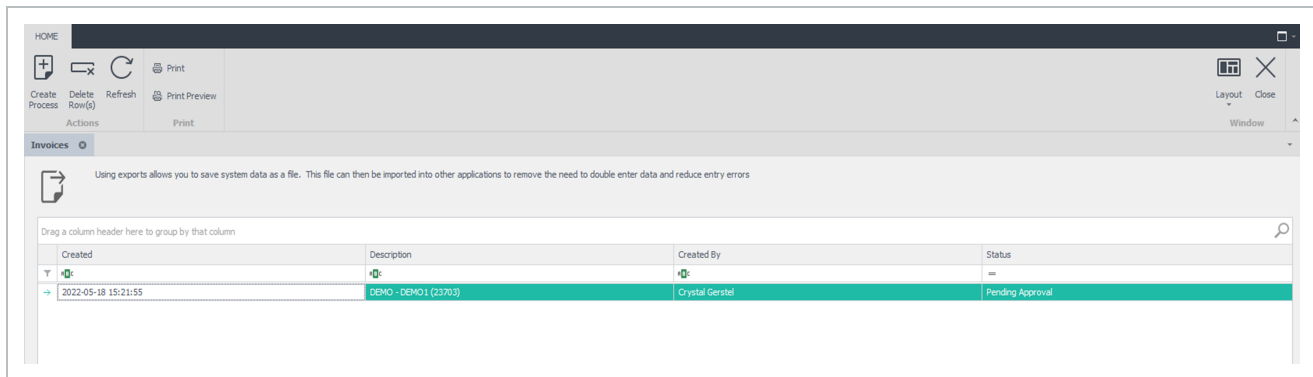 HOME
Create Process
Delete Row(s)
Refresh
Print
Print Preview
Layout
Close
Actions
Print
Window
Invoices
Using exports allows you to save system data as a file. This file can then be imported into other applications to remove the need to double enter data and reduce entry errors
Drag a column header here to group by that column
Created Description Created By Status
=
2022-05-18 15:21:55 DEMO - DEMO1 (23703) Crystal Gerstel Pending Approval